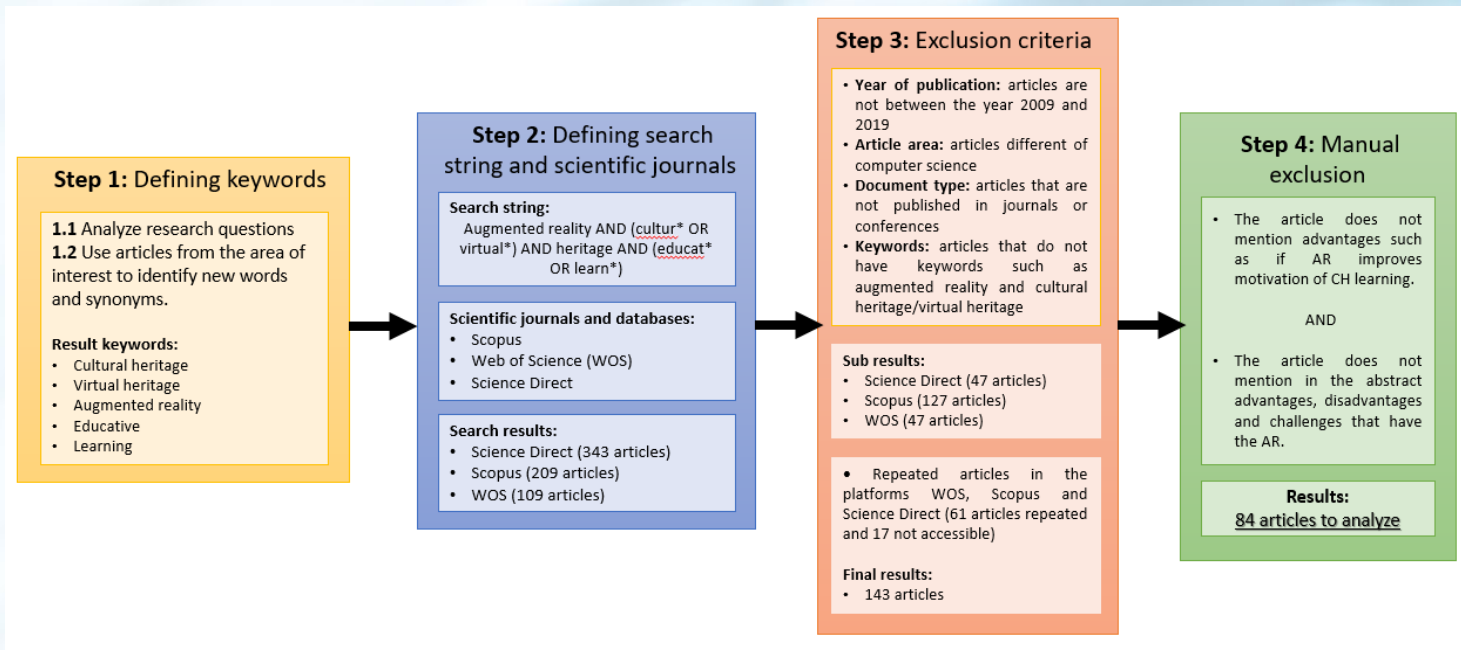 Step 1: Defining keywords
1.1 Analyze research questions
1.2 Use articles from the area of
interest to identify new words
and synonyms.
Result keywords:
• Cultural heritage
• Virtual heritage
• Augmented reality
• Educative
• Learning
Step 2: Defining search
string and scientific journals
Search string:
Augmented reality AND (cultur* OR
virtual*) AND heritage AND (educat*
OR learn*)
Scientific journals and databases:
• Scopus
• Web of Science (WOS)
• Science Direct
Search results:
• Science Direct (343 articles)
• Scopus (209 articles)
• WOS (109 articles)
Step 3: Exclusion criteria
• Year of publication: articles are
not between the year 2009 and
2019
• Article area: articles different of
computer science
• Document type: articles that are
not published in journals or
conferences
• Keywords: articles that do not
have keywords such as
augmented reality and cultural
heritage/virtual heritage
Sub results:
• Science Direct (47 articles)
• Scopus (127 articles)
• WOS (47 articles)
• Repeated articles in the
platforms WOS, Scopus and
Science Direct (61 articles repeated
and 17 not accessible)
Final results:
• 143 articles
Step 4: Manual
exclusion
• The article does not
mention advantages such
as if AR improves
motivation of CH learning.
AND
• The article does not
mention in the abstract
advantages, disadvantages
and challenges that have
the AR.
Results:
84 articles to analyze